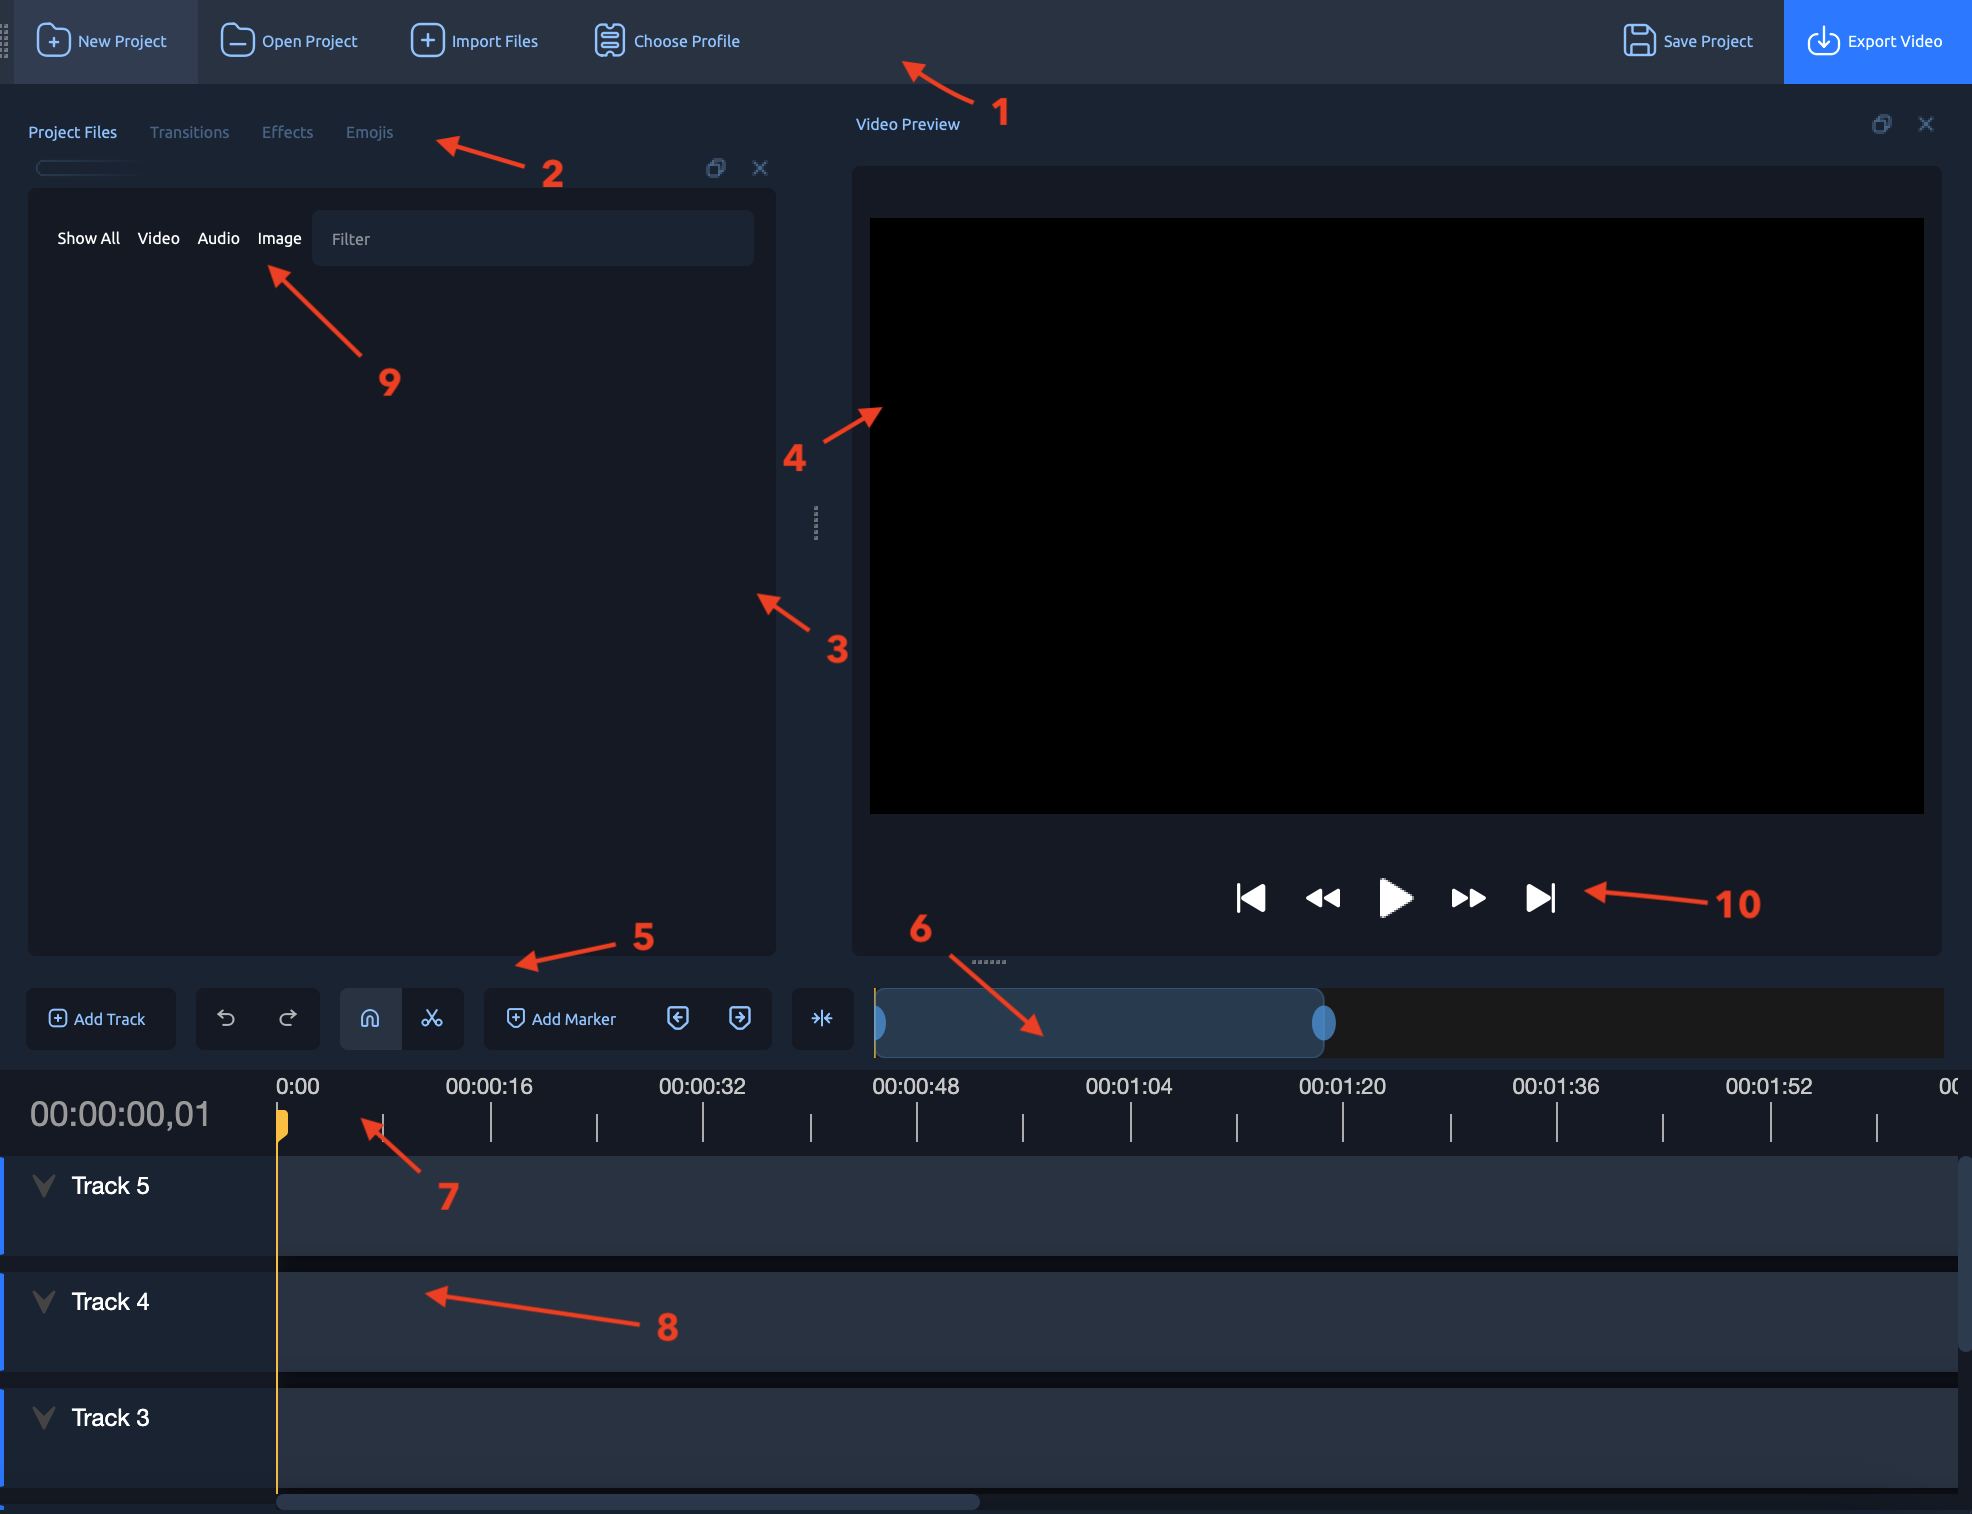 New Project Open Project Import Files Choose Profile Save Project Export Video
1
Project Files Transitions Effects Emojis
2
Video Preview
Show All Video Audio Image Filter
9
4
3
10
5
6
Add Track Add Marker
00:00:00,01
0:00 00:00:16 00:00:32 00:00:48 00:01:04 00:01:20 00:01:36 00:01:52 00
7
Track 5
Track 4
8
Track 3